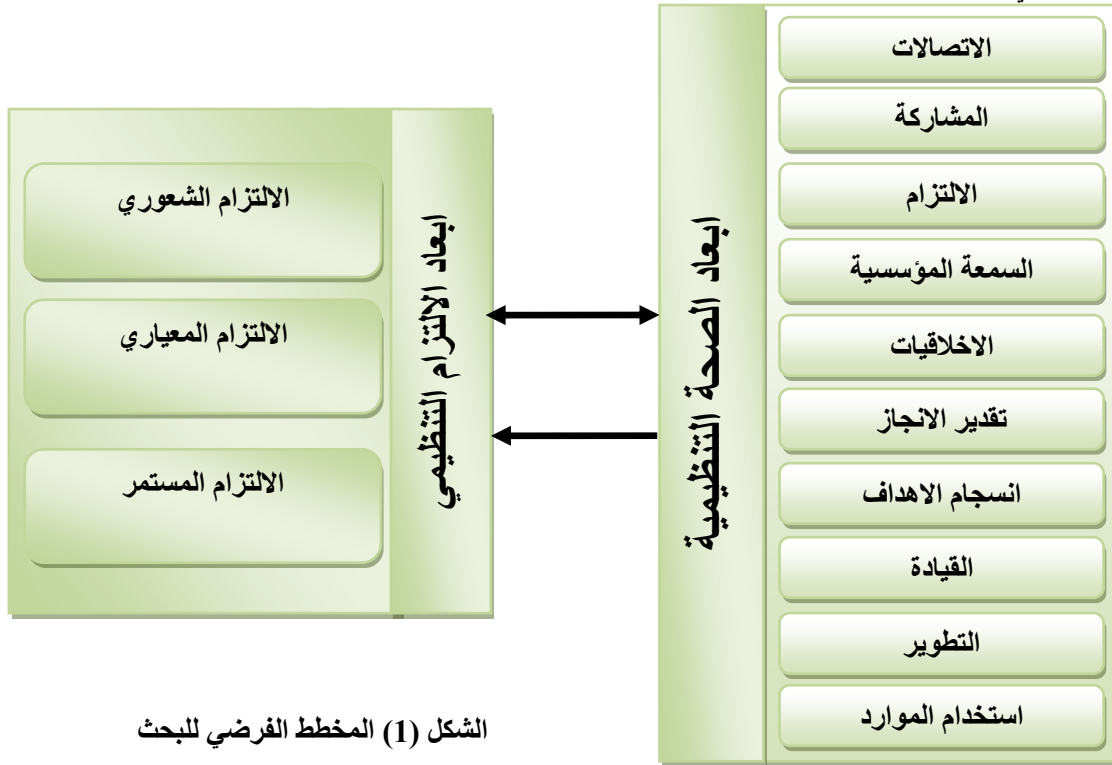 الاتصالات
المشاركة
الالتزام
السمعة المؤسسية
الاخلاقيات
تقدير الانجاز
انسجام الاهداف
القيادة
التطوير
استخدام الموارد
ابعاد الصحة التنظيمية
ابعاد الالتزام التنظيمي
الالتزام الشعوري
الالتزام المعياري
الالتزام المستمر
الشكل (1) المخطط الفرضي للبحث